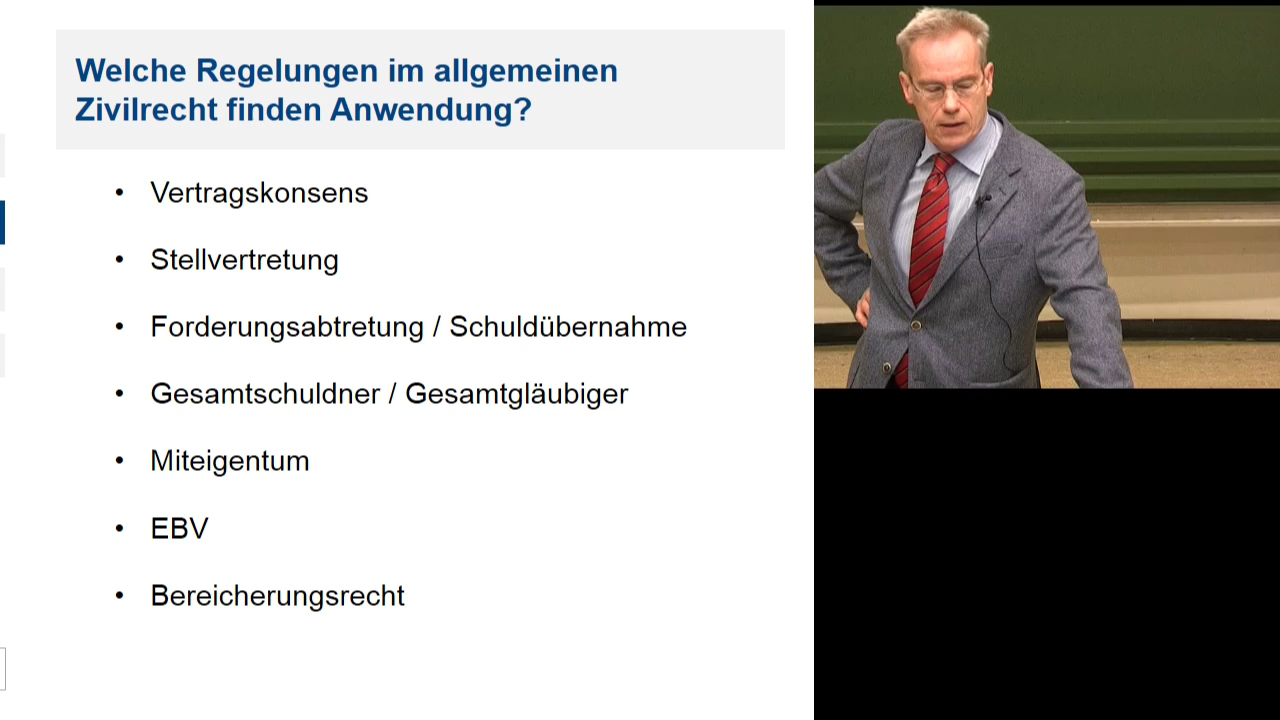 Welche Regelungen im allgemeinen
Zivilrecht finden Anwendung?
• Vertragskonsens
• Stellvertretung
• Forderungsabtretung / Schuldübernahme
• Gesamtschuldner / Gesamtgläubiger
• Miteigentum
• EBV
• Bereicherungsrecht